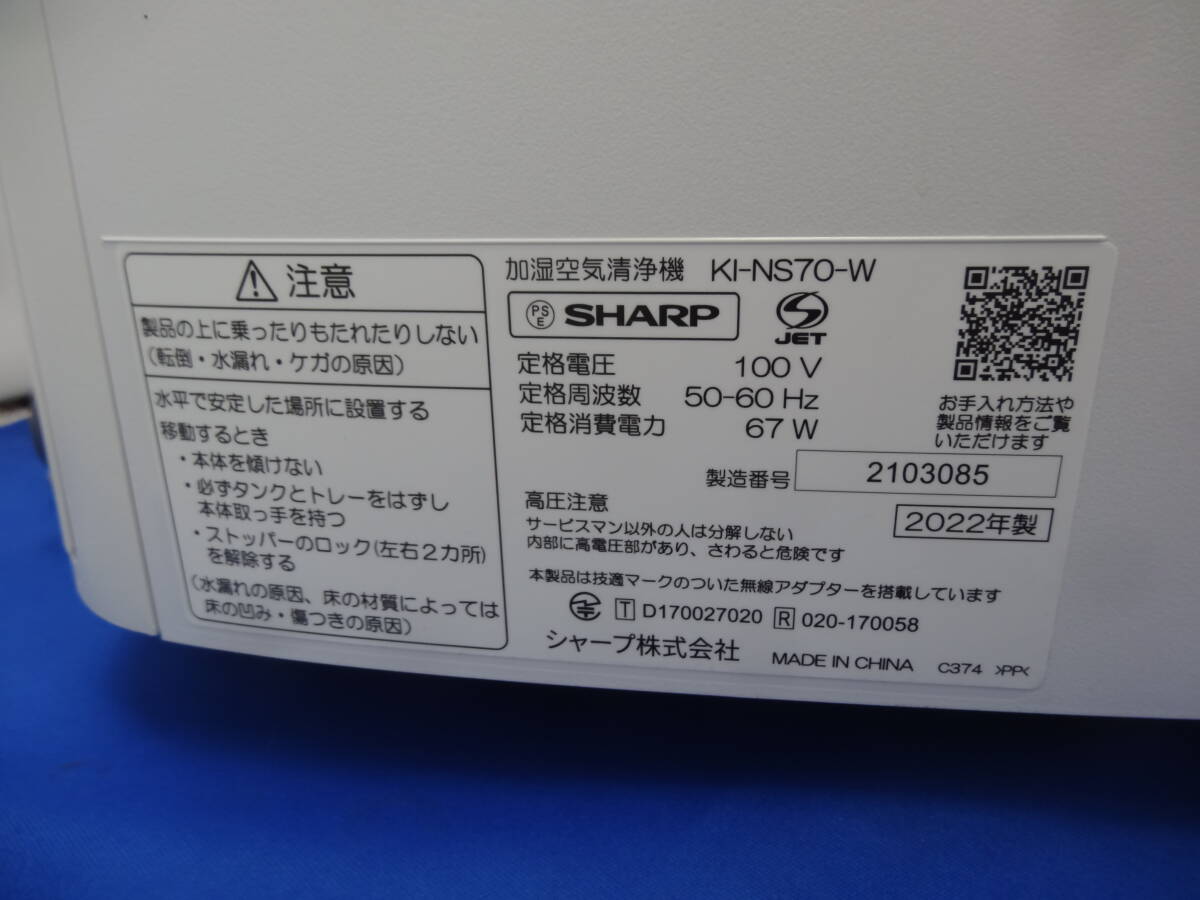 注意
製品の上に乗ったりもたれたりしない
(転倒・水漏れ・ケガの原因)
水平で安定した場所に設置する
移動するとき
・本体を傾けない
・必ずタンクとトレーをはずし
本体取っ手を持つ
・ストッパーのロック(左右2カ所)
を解除する
(水漏れの原因、床の材質によっては
床の凹み・傷つきの原因)
加湿空気清浄機 KI-NS70-W
PS
E SHARP
JET
定格電圧 100 V
定格周波数 50-60 Hz
定格消費電力 67 W
お手入れ方法や
製品情報をご覧
いただけます
製造番号 2103085
2022年製
高圧注意
サービスマン以外の人は分解しない
内部に高電圧部があり、さわると危険です
本製品は技適マークのついた無線アダプターを搭載しています
T D170027020 R 020-170058
シャープ株式会社 MADE IN CHINA C374 >PP<